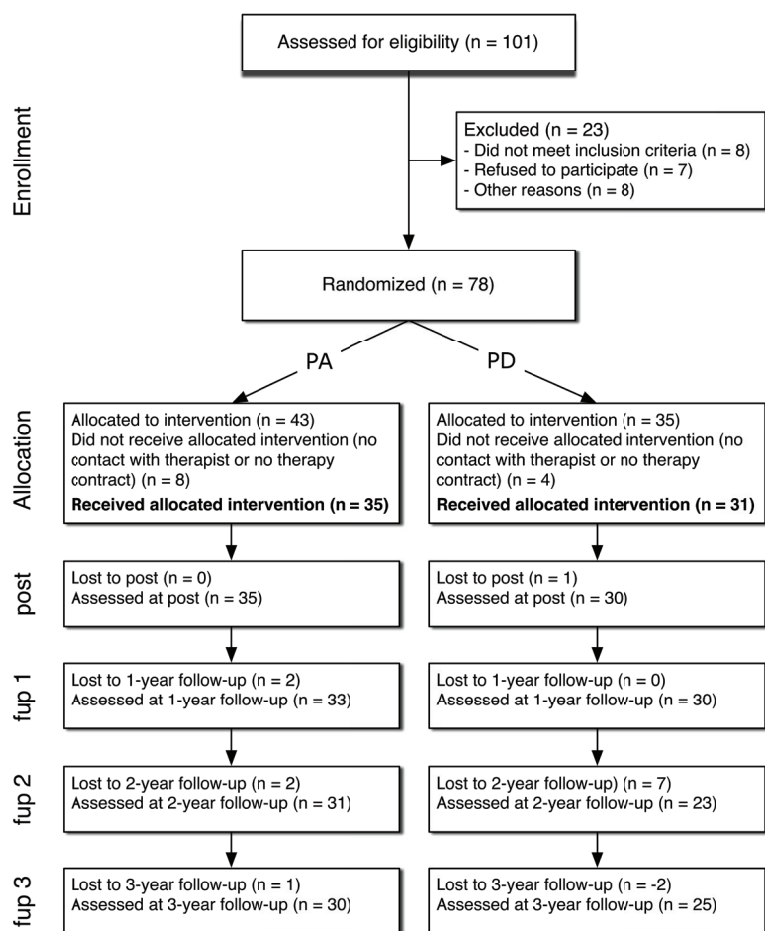 Assessed for eligibility (n = 101)
Enrollment
Excluded (n = 23)
- Did not meet inclusion criteria (n = 8)
- Refused to participate (n = 7)
- Other reasons (n = 8)
Randomized (n = 78)
PA
PD
Allocation
Allocated to intervention (n = 43)
Did not receive allocated intervention (no
contact with therapist or no therapy
contract) (n = 8)
Received allocated intervention (n = 35)
Allocated to intervention (n = 35)
Did not receive allocated intervention (no
contact with therapist or no therapy
contract) (n = 4)
Received allocated intervention (n = 31)
post
Lost to post (n = 0)
Assessed at post (n = 35)
Lost to post (n = 1)
Assessed at post (n = 30)
fup 1
Lost to 1-year follow-up (n = 2)
Assessed at 1-year follow-up (n = 33)
Lost to 1-year follow-up (n = 0)
Assessed at 1-year follow-up (n = 30)
fup 2
Lost to 2-year follow-up (n = 2)
Assessed at 2-year follow-up (n = 31)
Lost to 2-year follow-up) (n = 7)
Assessed at 2-year follow-up (n = 23)
fup 3
Lost to 3-year follow-up (n = 1)
Assessed at 3-year follow-up (n = 30)
Lost to 3-year follow-up (n = -2)
Assessed at 3-year follow-up (n = 25)